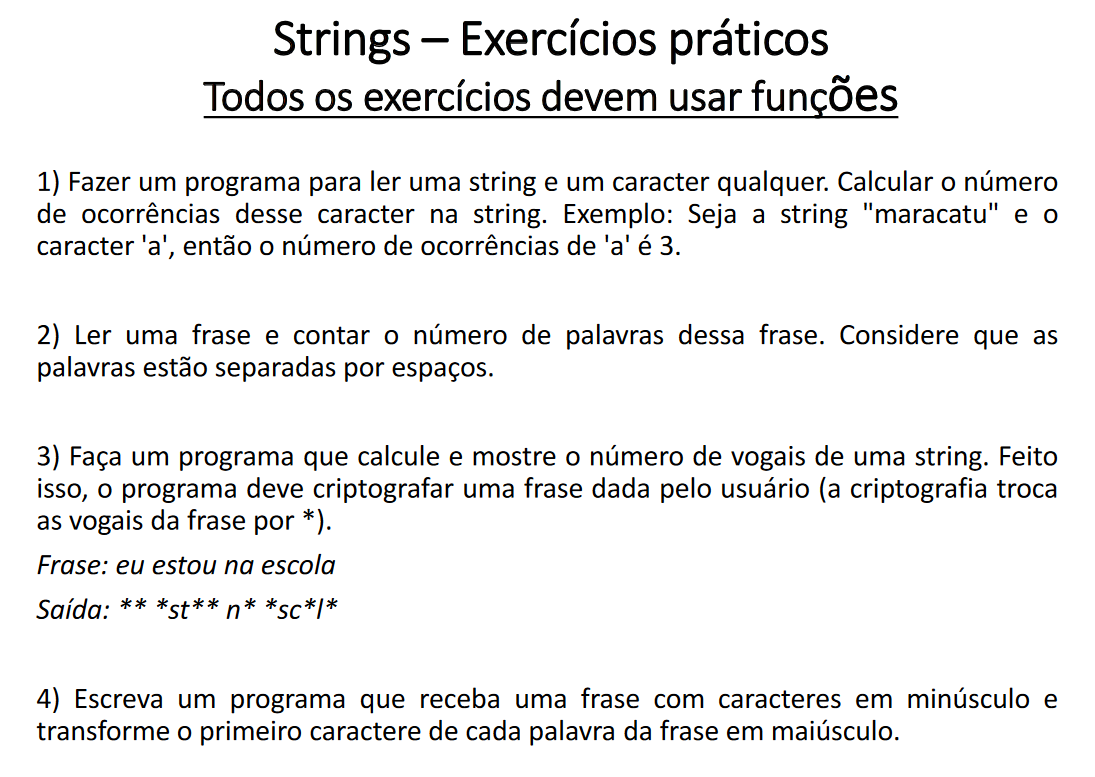 Strings – Exercícios práticos
Todos os exercícios devem usar funções
1) Fazer um programa para ler uma string e um caracter qualquer. Calcular o número
de ocorrências desse caracter na string. Exemplo: Seja a string "maracatu" e o
caracter 'a', então o número de ocorrências de 'a' é 3.
2) Ler uma frase e contar o número de palavras dessa frase. Considere que as
palavras estão separadas por espaços.
3) Faça um programa que calcule e mostre o número de vogais de uma string. Feito
isso, o programa deve criptografar uma frase dada pelo usuário (a criptografia troca
as vogais da frase por *).
Frase: eu estou na escola
Saída: ** *st** n* *sc*l*
4) Escreva um programa que receba uma frase com caracteres em minúsculo e
transforme o primeiro caractere de cada palavra da frase em maiúsculo.